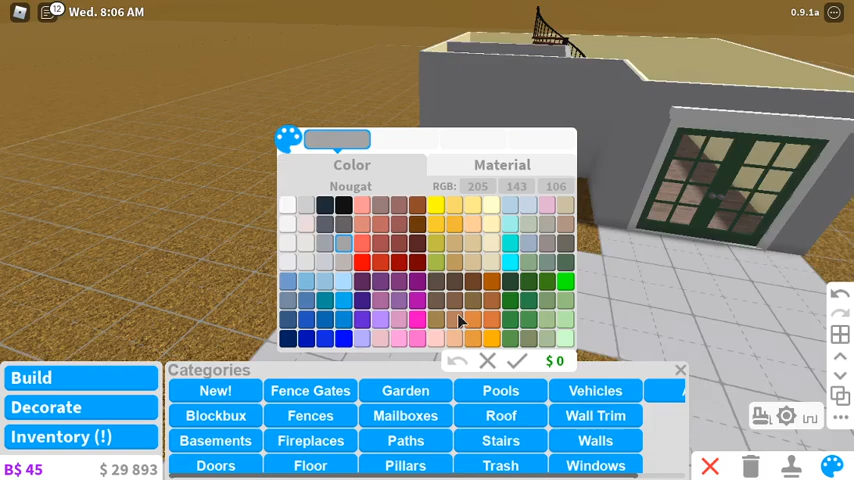 12
Wed. 8:06 AM
0.9.1a
Color
Material
Nougat
RGB: 205 143 106
$ 0
Build
Decorate
Inventory (!)
B$ 45
$ 29 893
Categories
New! Fence Gates Garden Pools Vehicles
Blockbux Fences Mailboxes Roof Wall Trim
Basements Fireplaces Paths Stairs Walls
Doors Floor Pillars Trash Windows